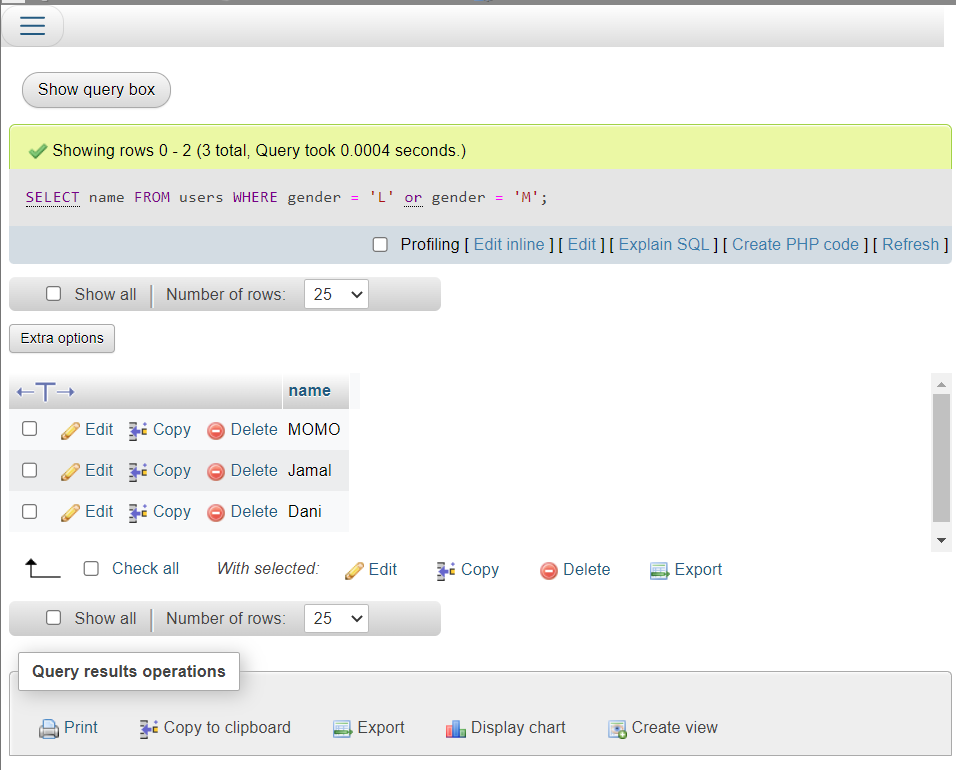 Show query box
Showing rows 0 - 2 (3 total, Query took 0.0004 seconds.)
SELECT name FROM users WHERE gender = 'L' or gender = 'M';
Profiling [ Edit inline ] [ Edit ] [ Explain SQL ] [ Create PHP code ] [ Refresh ]
Show all Number of rows: 25
Extra options
←T→ name
Edit Copy Delete MOMO
Edit Copy Delete Jamal
Edit Copy Delete Dani
Check all With selected: Edit Copy Delete Export
Show all Number of rows: 25
Query results operations
Print Copy to clipboard Export Display chart Create view